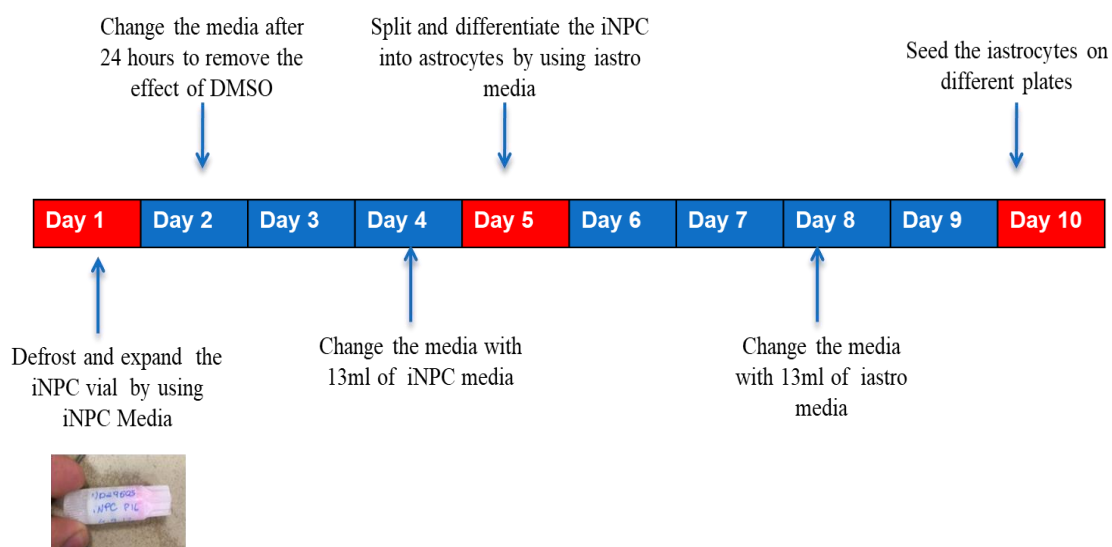 Change the media after
24 hours to remove the
effect of DMSO
Split and differentiate the iNPC
into astrocytes by using iastro
media
Seed the iastrocytes on
different plates
Day 1
Day 2
Day 3
Day 4
Day 5
Day 6
Day 7
Day 8
Day 9
Day 10
Defrost and expand the
iNPC vial by using
iNPC Media
Change the media with
13ml of iNPC media
Change the media
with 13ml of iastro
media